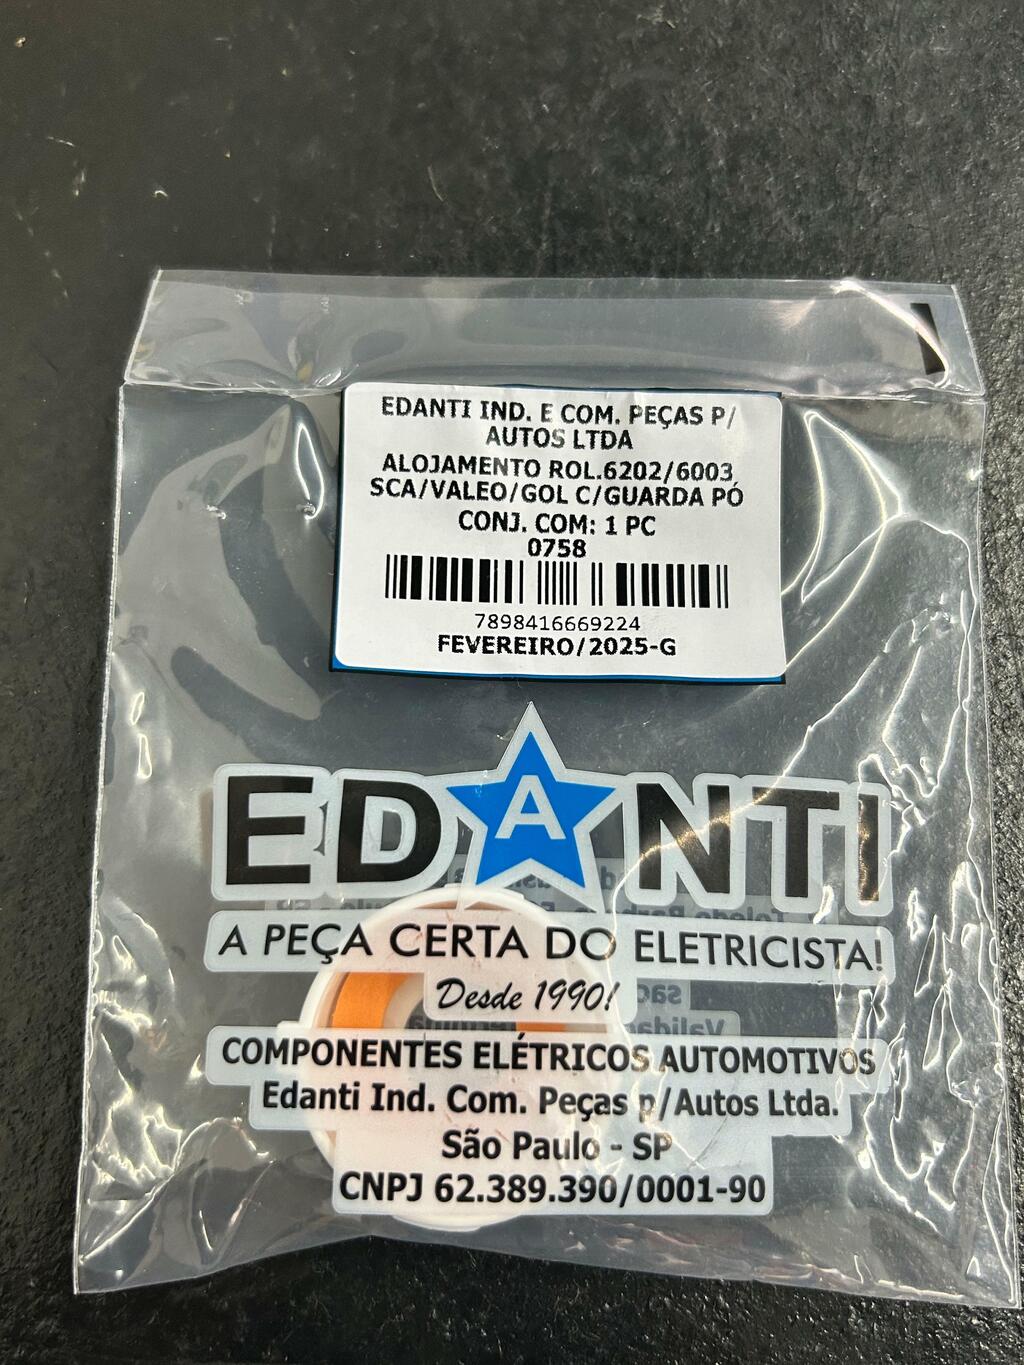 EDANTI IND. E COM. PEÇAS P/
AUTOS LTDA
ALOJAMENTO ROL.6202/6003
SCA/VALEO/GOL C/GUARDA PÓ
CONJ. COM: 1 PC
0758
7898416669224
FEVEREIRO/2025-G
EDANTI
A PEÇA CERTA DO ELETRICISTA!
Desde 1990!
COMPONENTES ELÉTRICOS AUTOMOTIVOS
Edanti Ind. Com. Peças p/Autos Ltda.
São Paulo - SP
CNPJ 62.389.390/0001-90